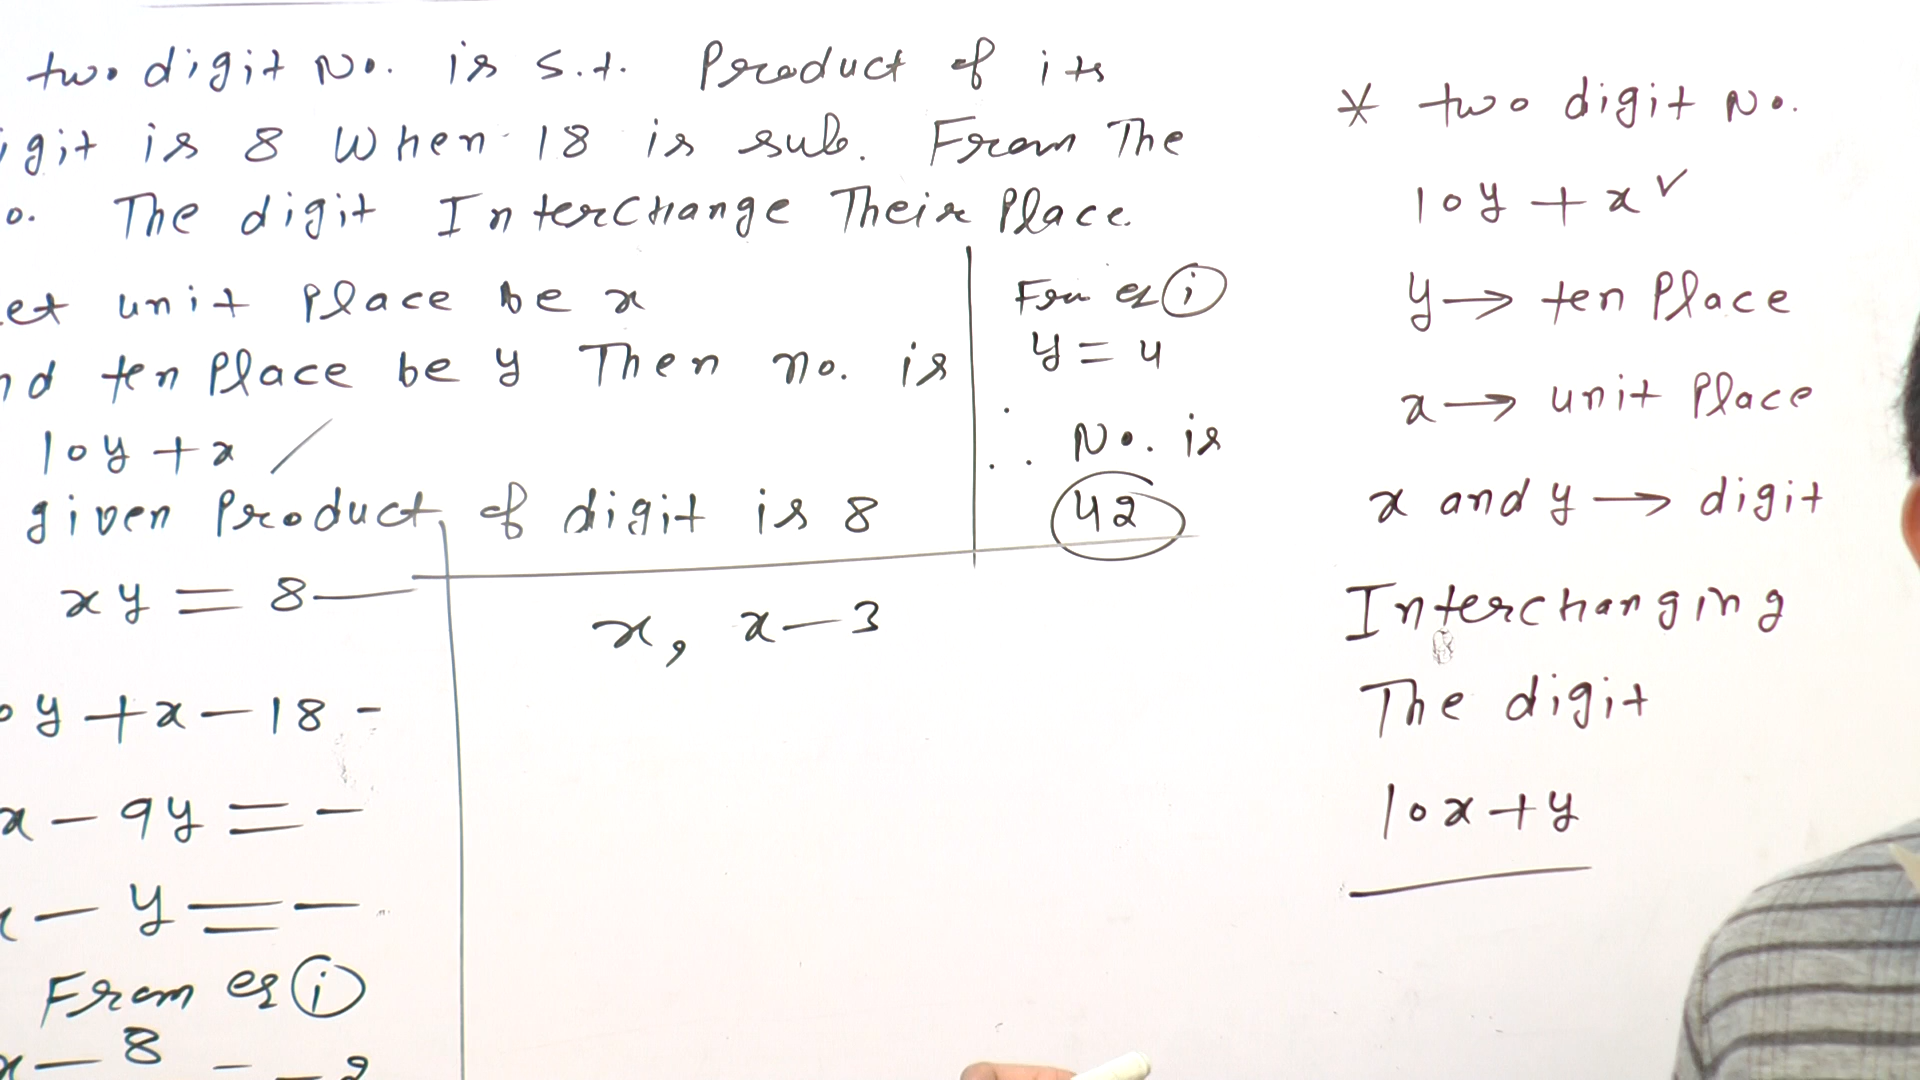 two digit No. is s.t. Product of its
igit is 8 When 18 is sub. From The
o. The digit Interchange Their Place.
et unit Place be x
nd ten Place be y Then no. is
10y + x /
given Product of digit is 8
xy = 8
y + x - 18 -
x - 9y = -
- y = -
From eq (i)
x - 8 - - 2
From eq (i)
y = 4
∴ No. is
42
x, x - 3
* two digit No.
10y + x ✓
y → ten Place
x → unit Place
x and y → digit
Interchanging
The digit
10x + y